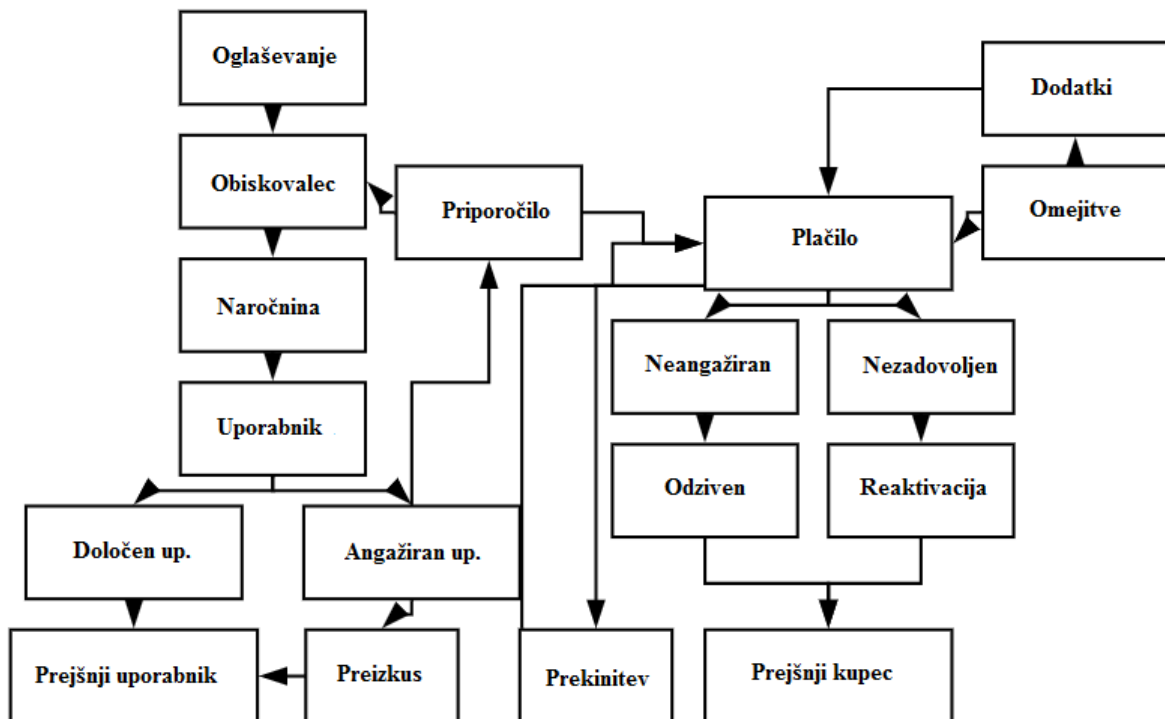 Oglaševanje
Obiskovalec
Naročnina
Uporabnik
Določen up.
Angažiran up.
Prejšnji uporabnik
Preizkus
Priporočilo
Prekinitev
Dodatki
Omejitve
Plačilo
Neangažiran
Nezadovoljen
Odziven
Reaktivacija
Prejšnji kupec